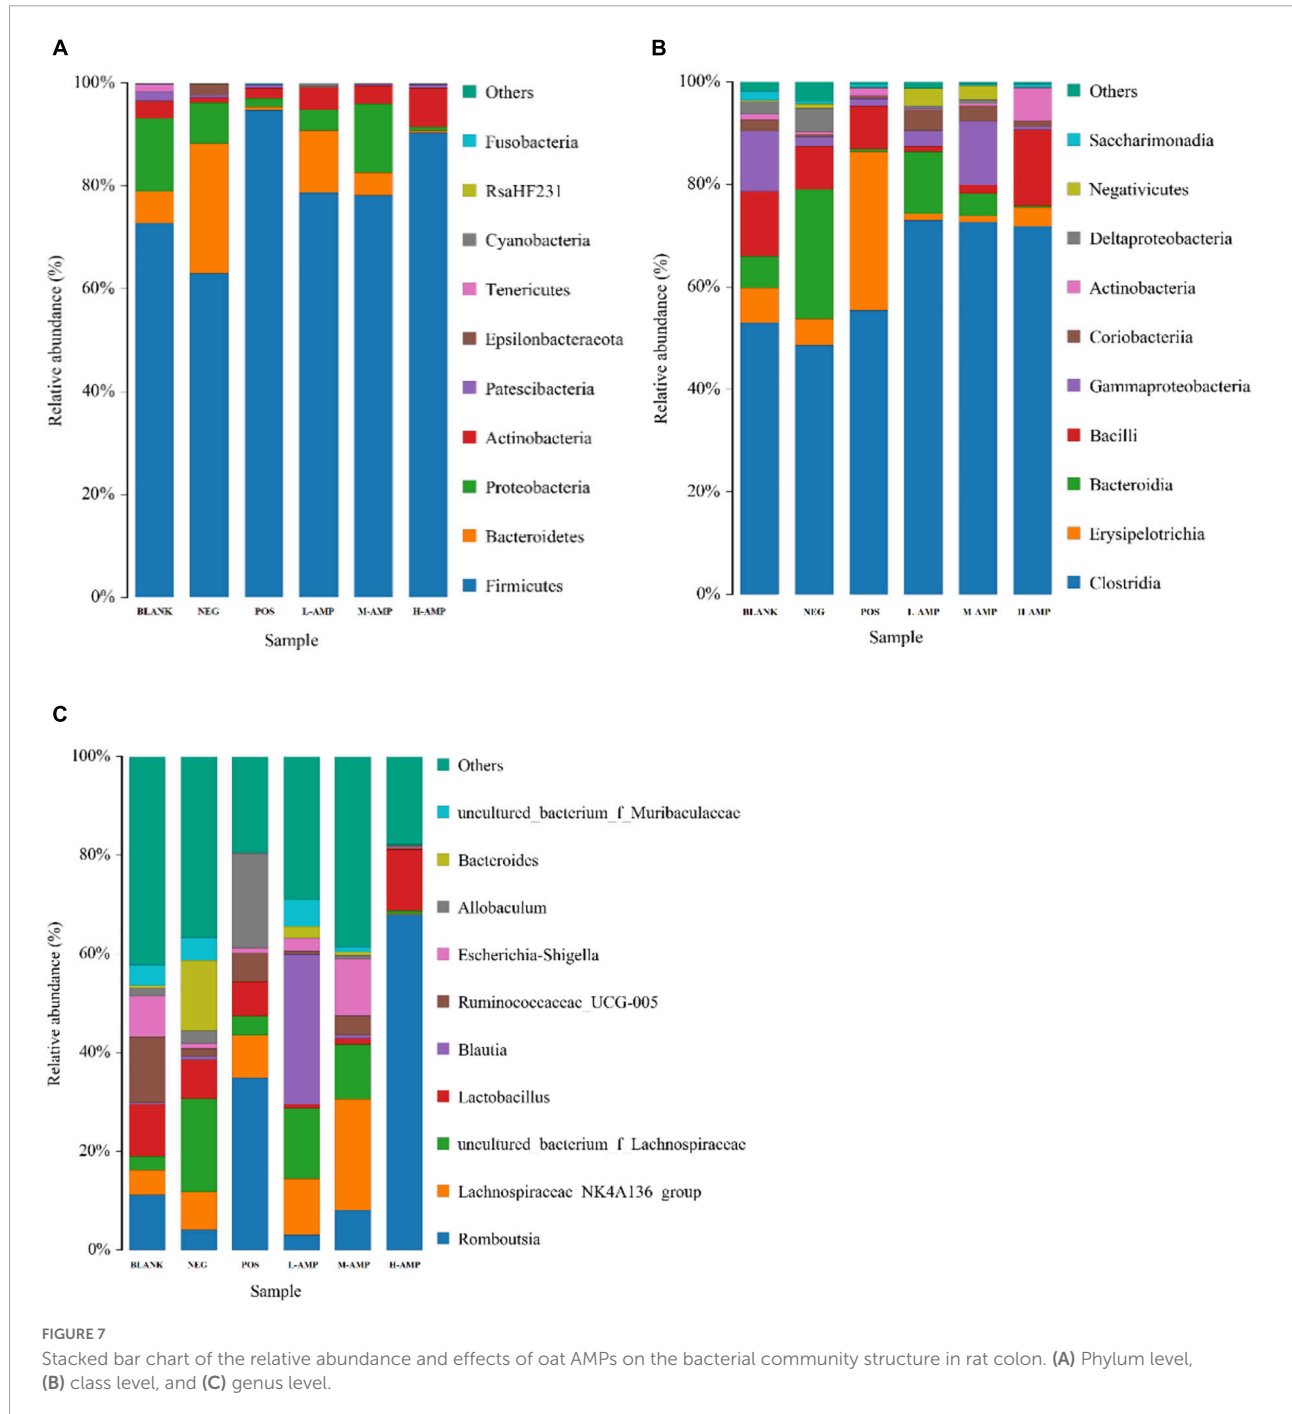 A
100%
80%
60%
40%
20%
0%
Relative abundance (%)
BLANK NEG POS L-AMP M-AMP H-AMP
Sample
Others
Fusobacteria
RsaHF231
Cyanobacteria
Tenericutes
Epsilonbacteraeota
Patescibacteria
Actinobacteria
Proteobacteria
Bacteroidetes
Firmicutes
B
100%
80%
60%
40%
20%
0%
Relative abundance (%)
BLANK NEG POS L-AMP M-AMP H-AMP
Sample
Others
Saccharimonadia
Negativicutes
Deltaproteobacteria
Actinobacteria
Coriobacteriia
Gammaproteobacteria
Bacilli
Bacteroidia
Erysipelotrichia
Clostridia
C
100%
80%
60%
40%
20%
0%
Relative abundance (%)
BLANK NEG POS L-AMP M-AMP H-AMP
Sample
Others
uncultured_bacterium_f_Muribaculaceae
Bacteroides
Allobaculum
Escherichia-Shigella
Ruminococcaceae_UCG-005
Blautia
Lactobacillus
uncultured_bacterium_f_Lachnospiraceae
Lachnospiraceae_NK4A136_group
Romboutsia
FIGURE 7
Stacked bar chart of the relative abundance and effects of oat AMPs on the bacterial community structure in rat colon. (A) Phylum level,
(B) class level, and (C) genus level.